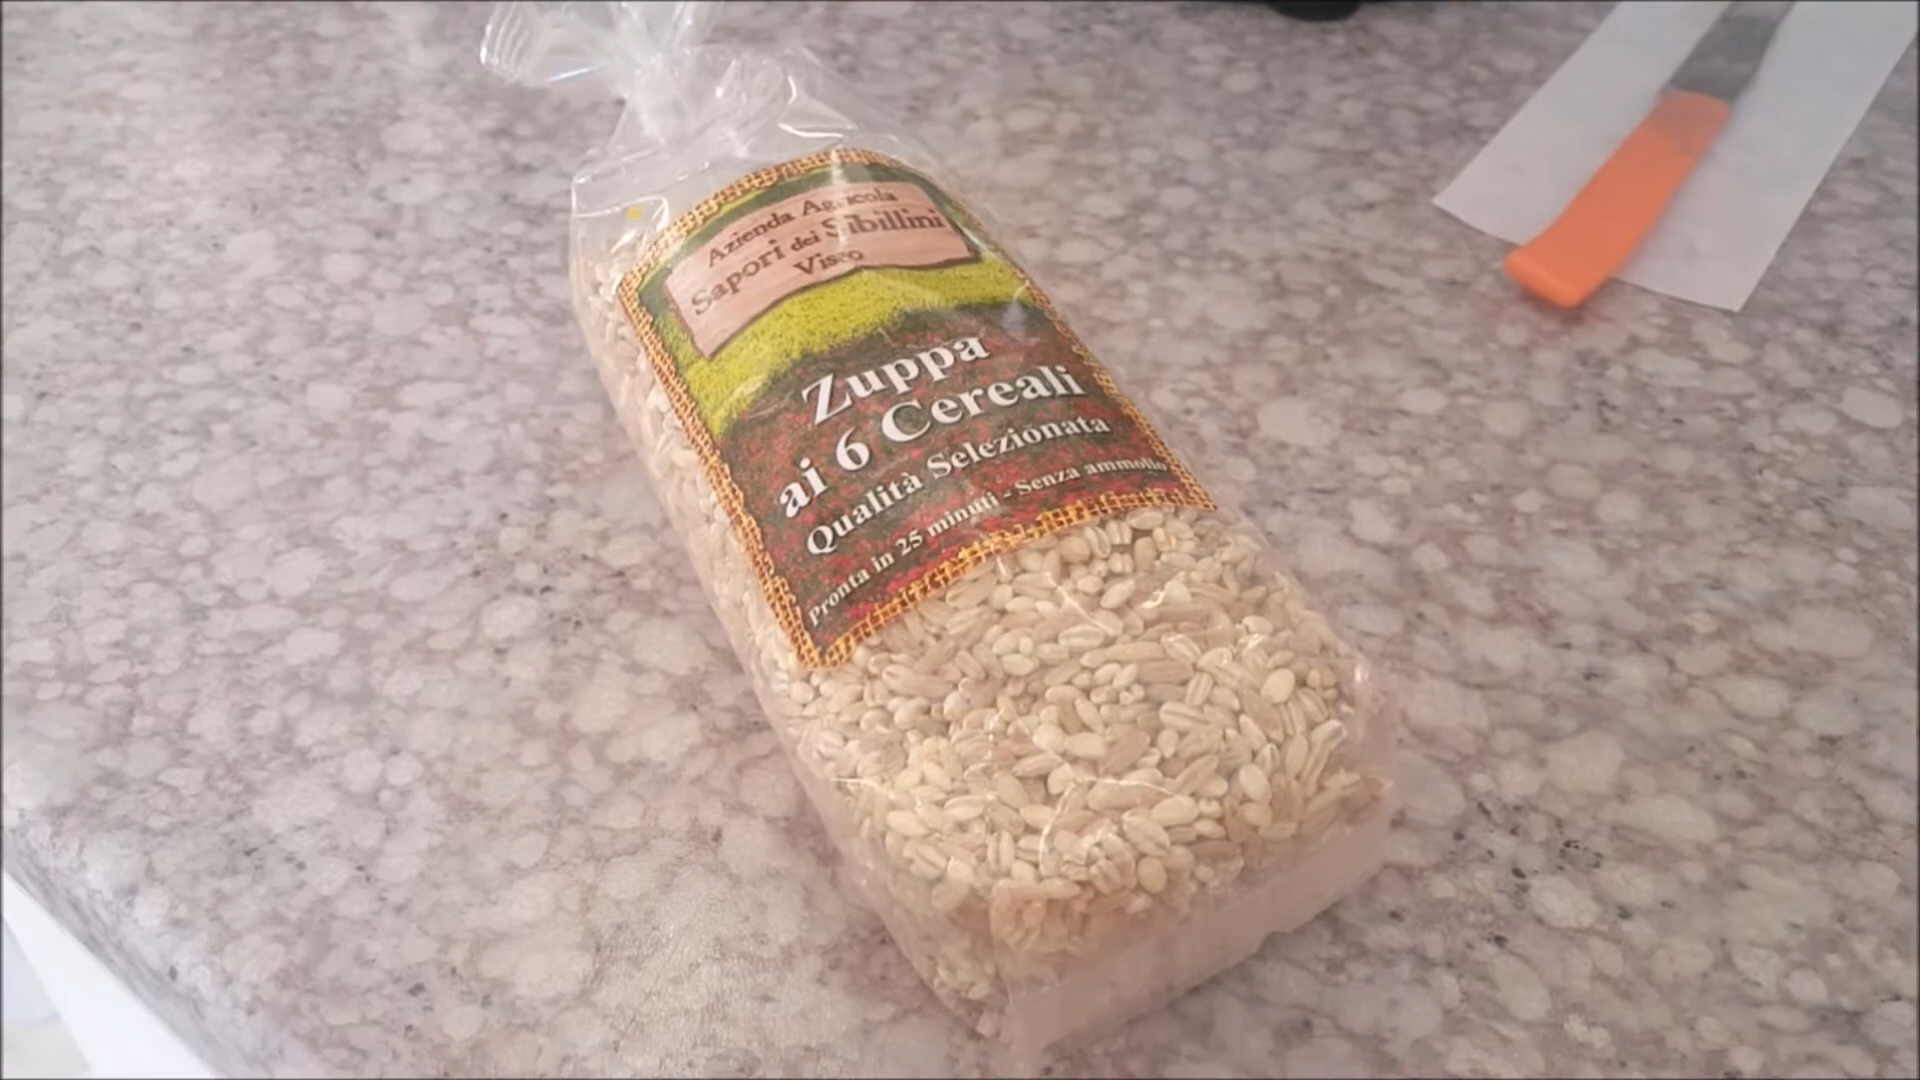 Azienda Agricola
Sapori dei Sibillini
Visso
Zuppa
ai 6 Cereali
Qualità Selezionata
Pronta in 25 minuti - Senza ammollo